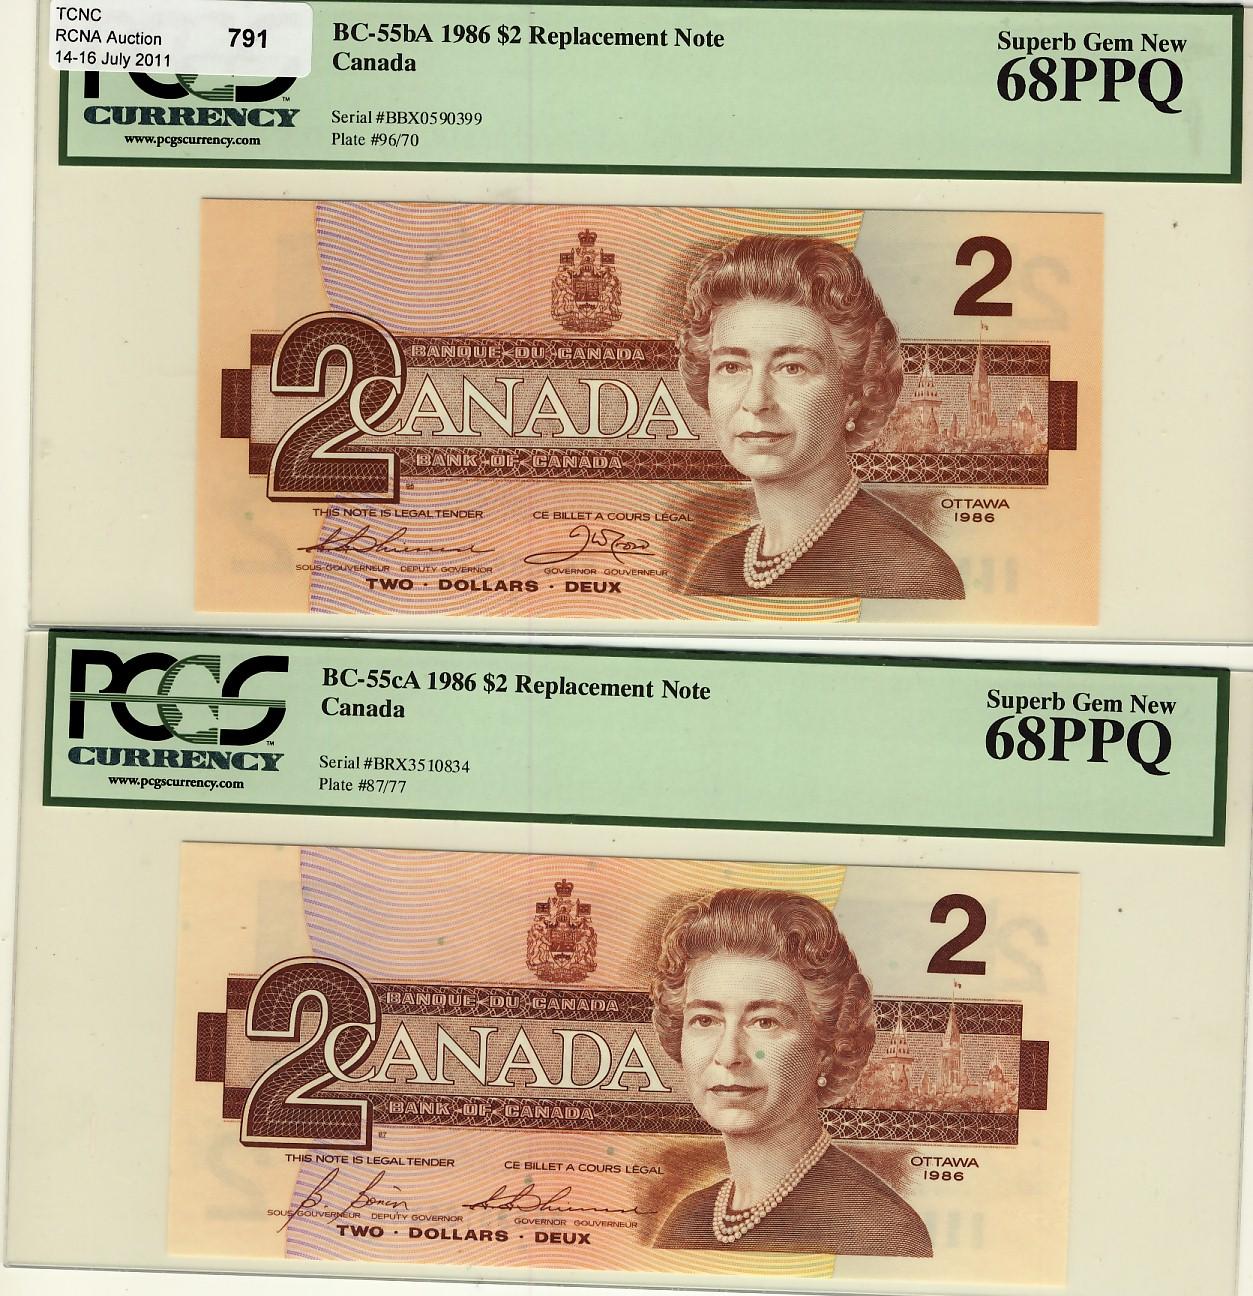 TCNC
RCNA Auction
14-16 July 2011
791
BC-55bA 1986 $2 Replacement Note
Canada
Superb Gem New
68PPQ
CURRENCY
www.pcgscurrency.com
Serial #BBX0590399
Plate #96/70
2
2
BANQUE DU CANADA
CANADA
BANK OF CANADA
THIS NOTE IS LEGAL TENDER
CE BILLET A COURS LÉGAL
OTTAWA
1986
SOUS-GOUVERNEUR DEPUTY GOVERNOR
GOVERNOR GOUVERNEUR
TWO · DOLLARS · DEUX
PCGS
CURRENCY
www.pcgscurrency.com
BC-55cA 1986 $2 Replacement Note
Canada
Superb Gem New
68PPQ
Serial #BRX3510834
Plate #87/77
2
2
BANQUE DU CANADA
CANADA
BANK OF CANADA
87
THIS NOTE IS LEGAL TENDER
CE BILLET A COURS LÉGAL
OTTAWA
1986
SOUS-GOUVERNEUR DEPUTY GOVERNOR
GOVERNOR GOUVERNEUR
TWO · DOLLARS · DEUX